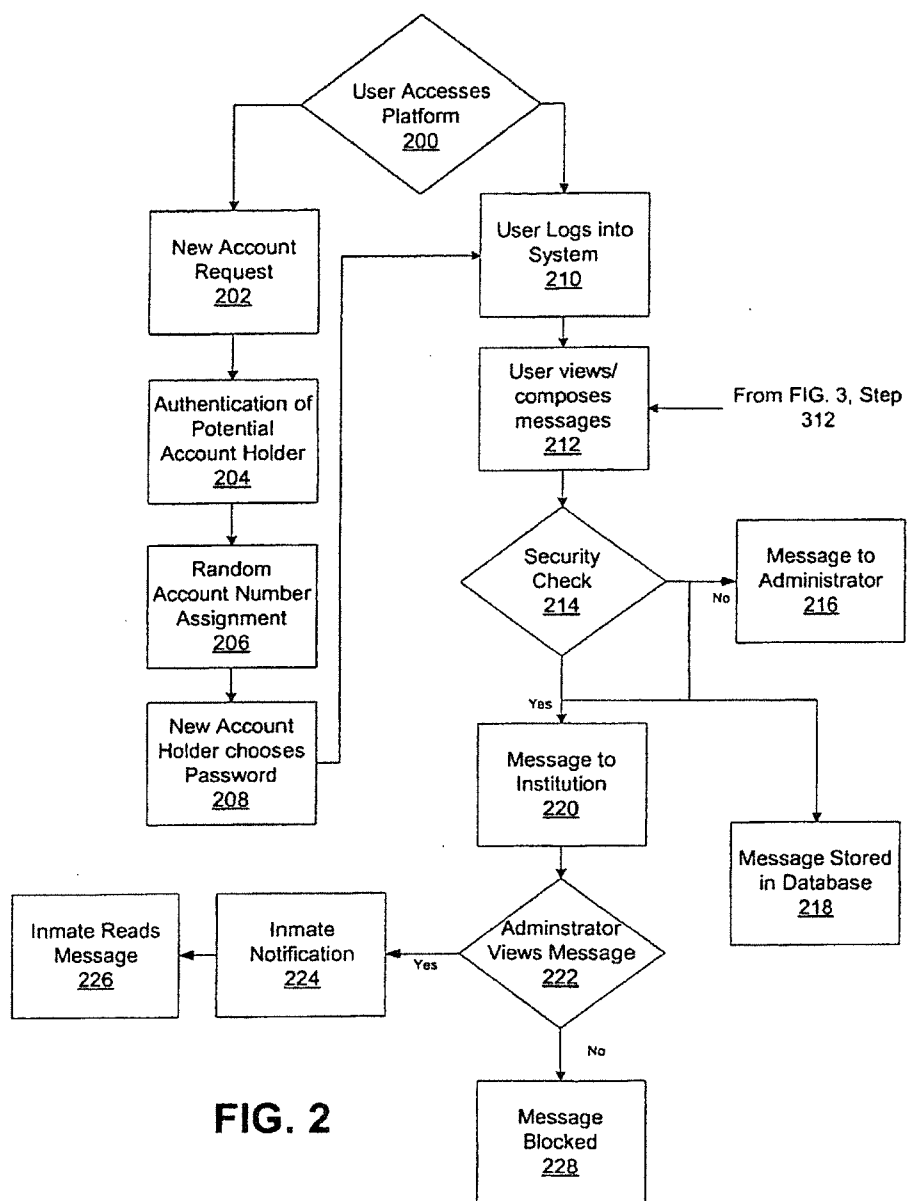 User Accesses
Platform
200
New Account
Request
202
User Logs into
System
210
Authentication of
Potential
Account Holder
204
User views/
composes
messages
212
From FIG. 3, Step
312
Random
Account Number
Assignment
206
Security
Check
214
No
Message to
Administrator
216
New Account
Holder chooses
Password
208
Yes
Message to
Institution
220
Message Stored
in Database
218
Inmate Reads
Message
226
Inmate
Notification
224
Yes
Adminstrator
Views Message
222
No
Message
Blocked
228
FIG. 2